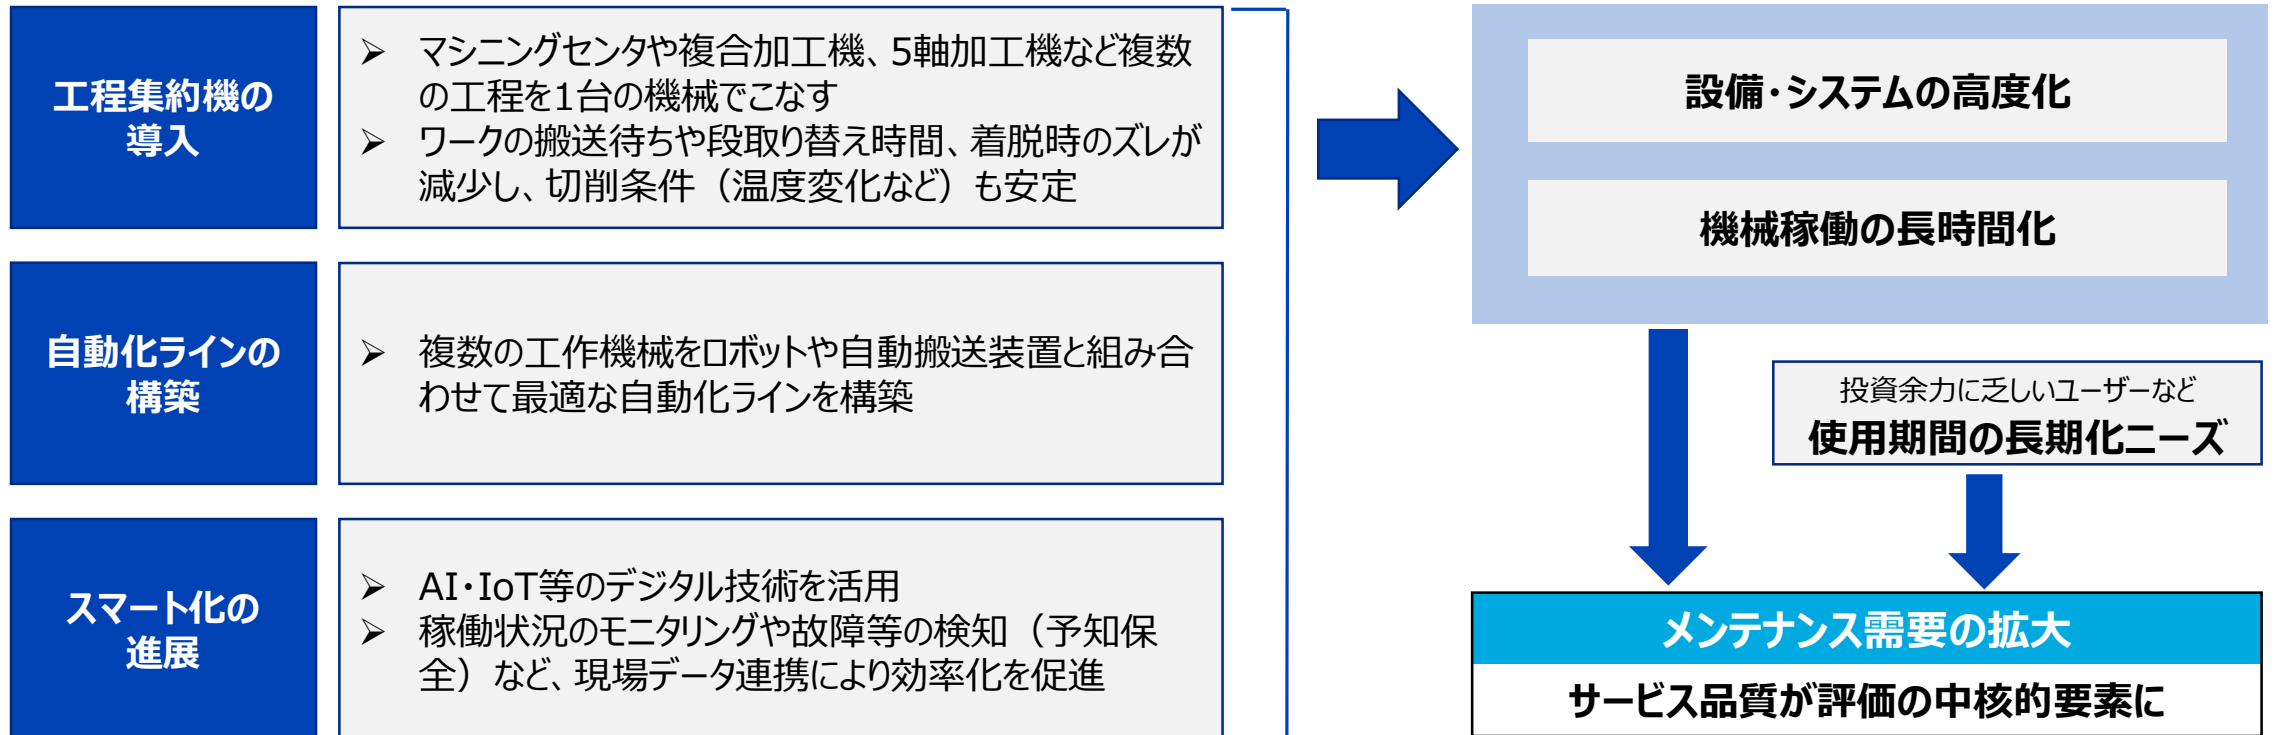 工程集約機の
導入
➢ マシニングセンタや複合加工機、5軸加工機など複数
の工程を1台の機械でこなす
➢ ワークの搬送待ちや段取り替え時間、着脱時のズレが
減少し、切削条件（温度変化など）も安定
自動化ラインの
構築
➢ 複数の工作機械をロボットや自動搬送装置と組み合
わせて最適な自動化ラインを構築
スマート化の
進展
➢ AI・IoT等のデジタル技術を活用
➢ 稼働状況のモニタリングや故障等の検知（予知保
全）など、現場データ連携により効率化を促進
設備・システムの高度化
機械稼働の長時間化
投資余力に乏しいユーザーなど
使用期間の長期化ニーズ
メンテナンス需要の拡大
サービス品質が評価の中核的要素に